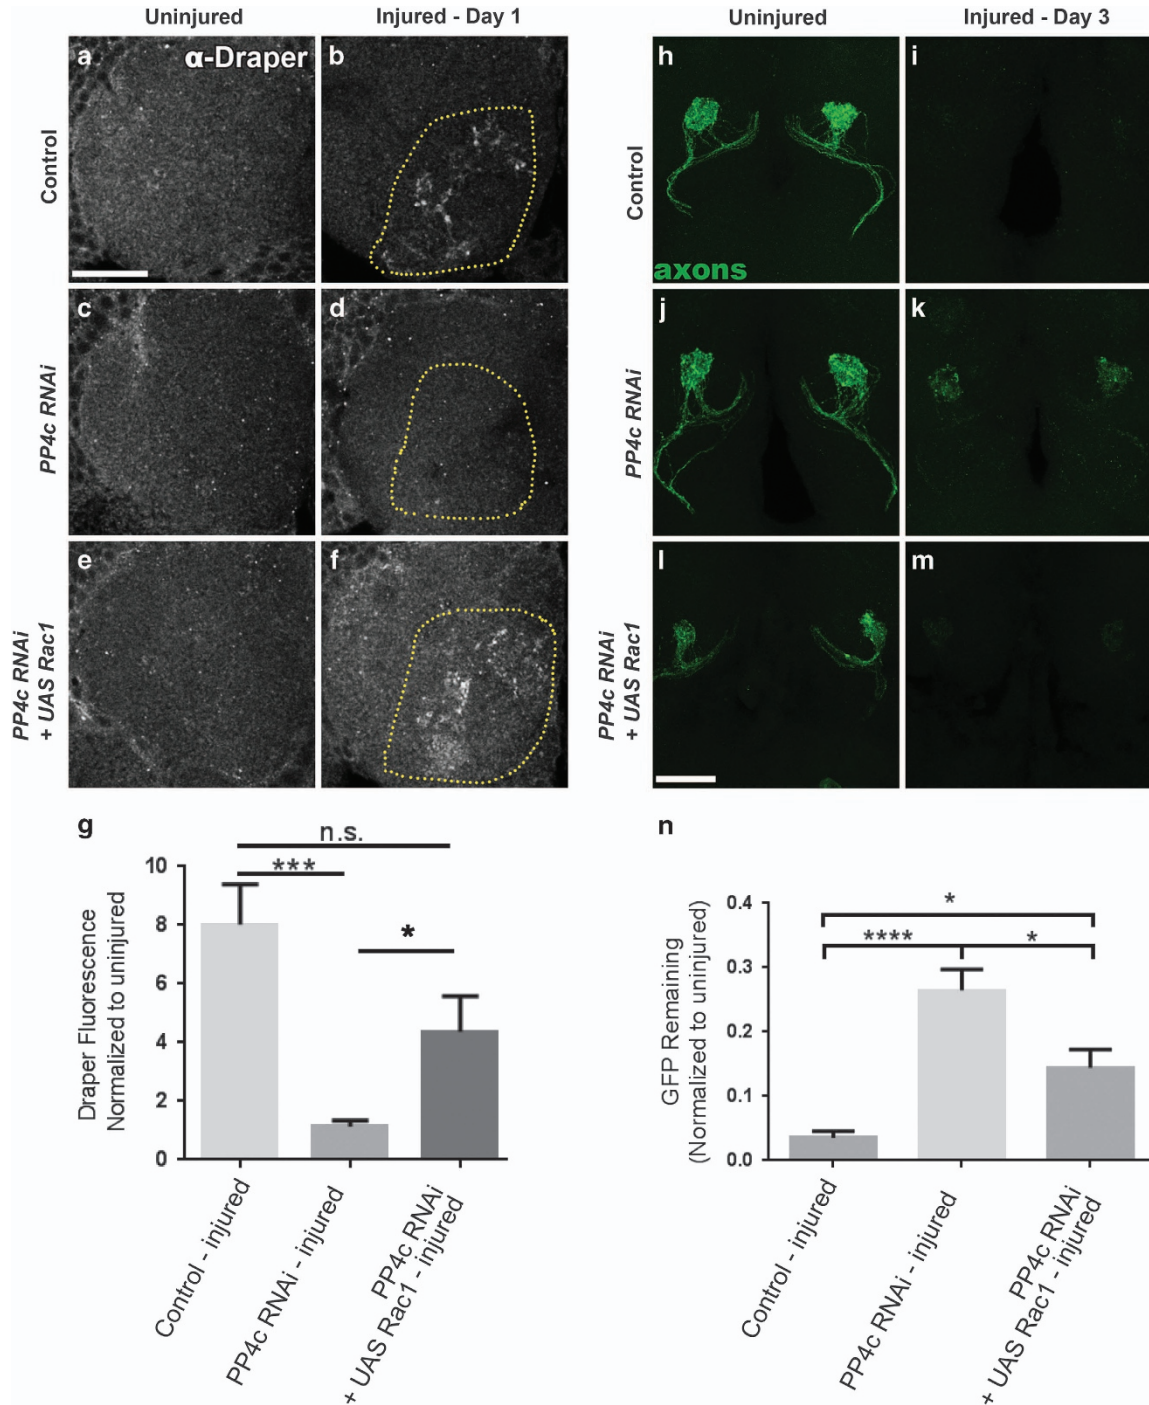 Uninjured
Injured - Day 1
Uninjured
Injured - Day 3
Control
a
α-Draper
b
PP4c RNAi
c
d
PP4c RNAi
+ UAS Rac1
e
f
Control
h
axons
i
PP4c RNAi
j
k
PP4c RNAi
+ UAS Rac1
l
m
g
n.s.
***
*
Draper Fluorescence
Normalized to uninjured
10
8
6
4
2
0
Control - injured
PP4c RNAi - injured
PP4c RNAi
+ UAS Rac1 - injured
n
*
****
*
GFP Remaining
(Normalized to uninjured)
0.4
0.3
0.2
0.1
0.0
Control - injured
PP4c RNAi - injured
PP4c RNAi
+ UAS Rac1 - injured